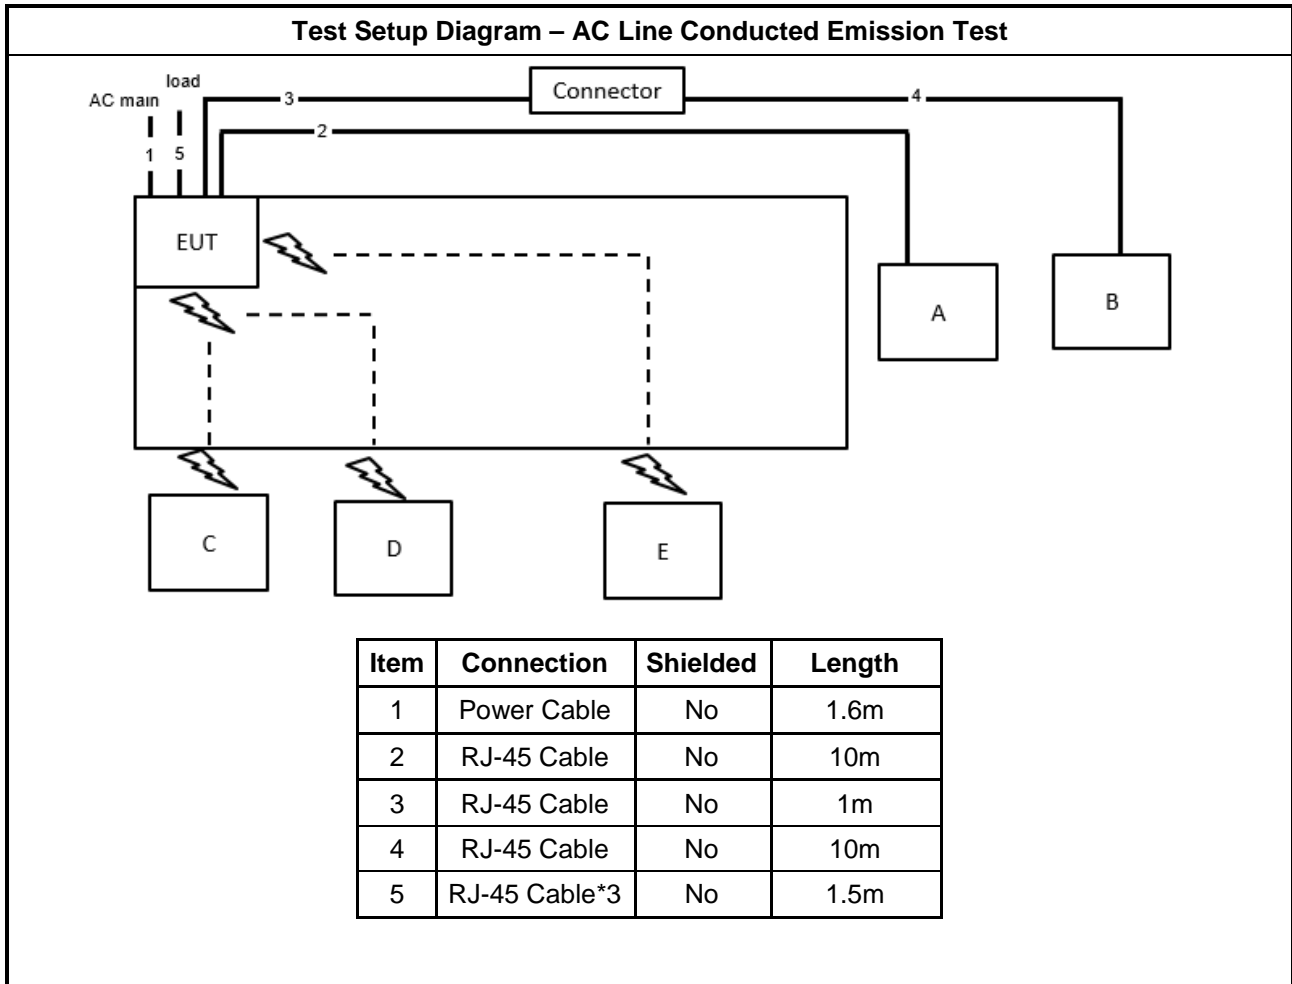 Test Setup Diagram – AC Line Conducted Emission Test
load
AC main
3
Connector
4
2
1
5
EUT
A
B
C
D
E
Item Connection Shielded Length
1 Power Cable No 1.6m
2 RJ-45 Cable No 10m
3 RJ-45 Cable No 1m
4 RJ-45 Cable No 10m
5 RJ-45 Cable*3 No 1.5m